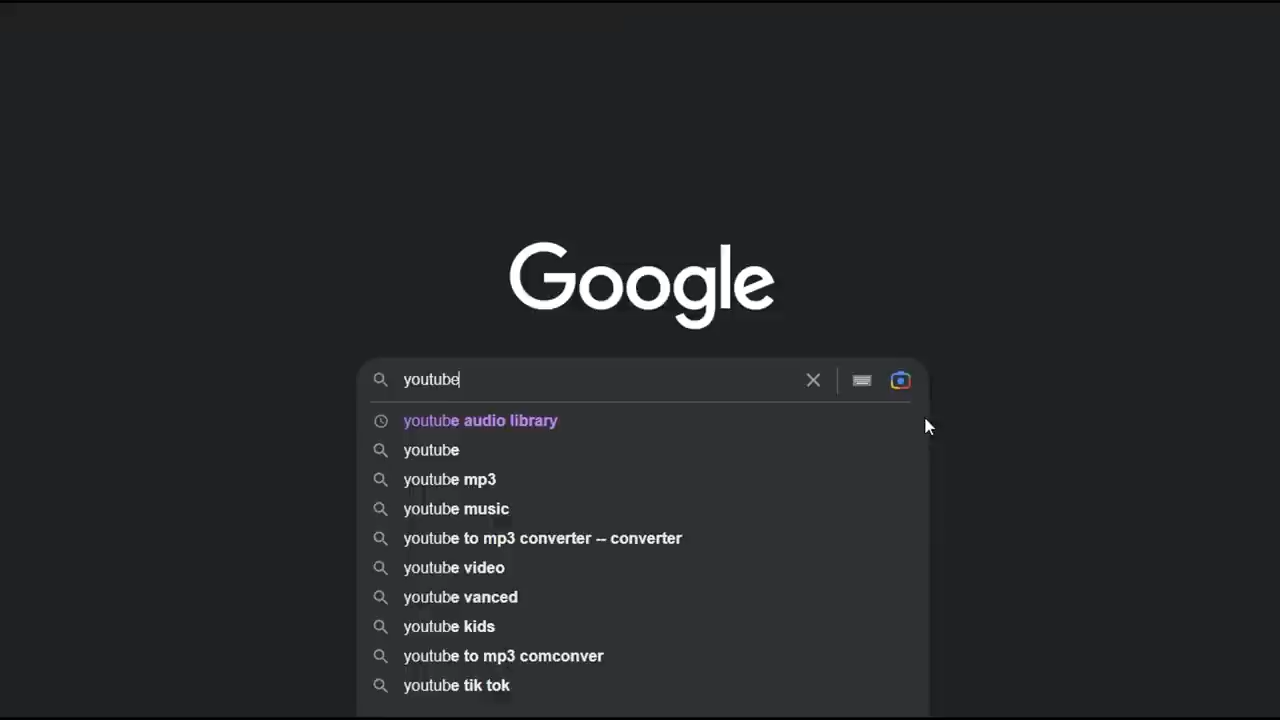 Google
youtube
youtube audio library
youtube
youtube mp3
youtube music
youtube to mp3 converter -- converter
youtube video
youtube vanced
youtube kids
youtube to mp3 comconver
youtube tik tok